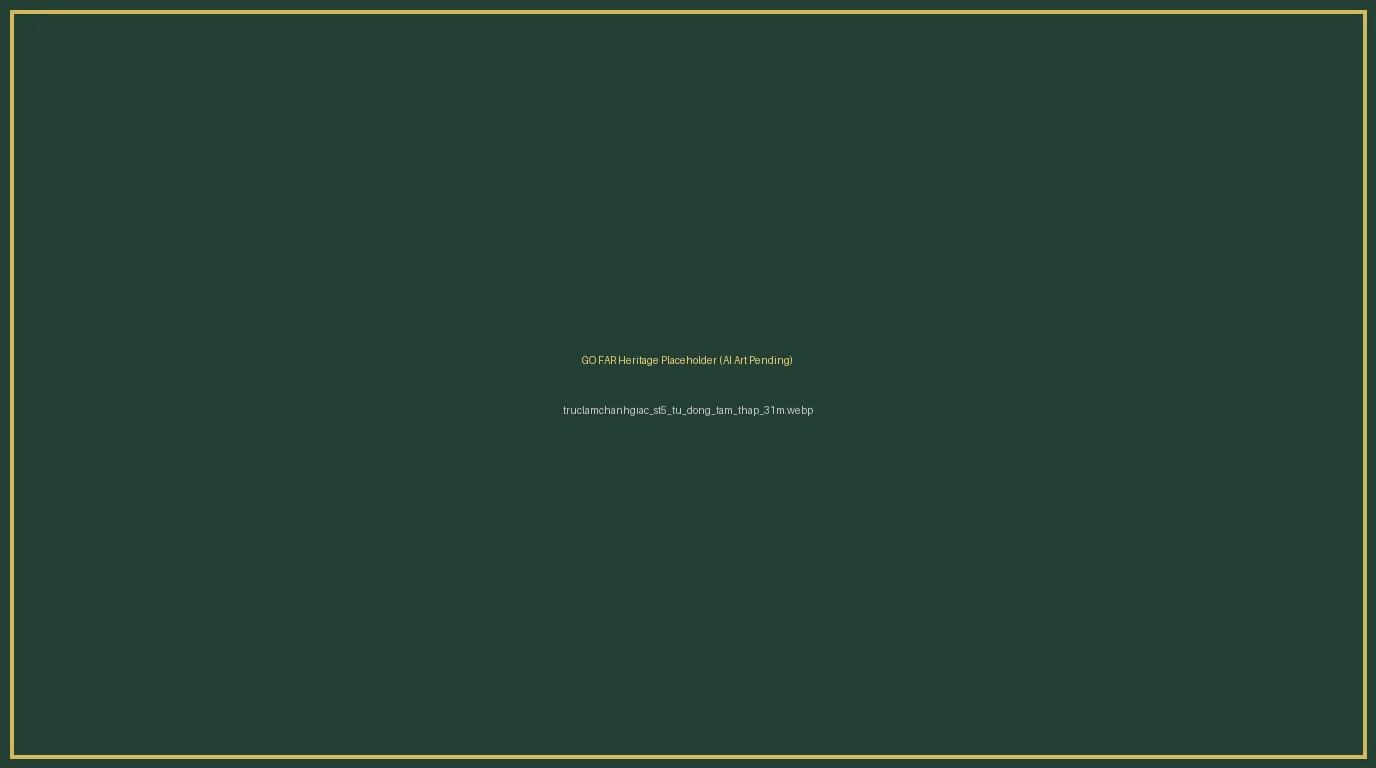 GO FAR Heritage Placeholder (AI Art Pending)
truclamchanhgiac_st5_tu_dong_tam_thap_31m.webp